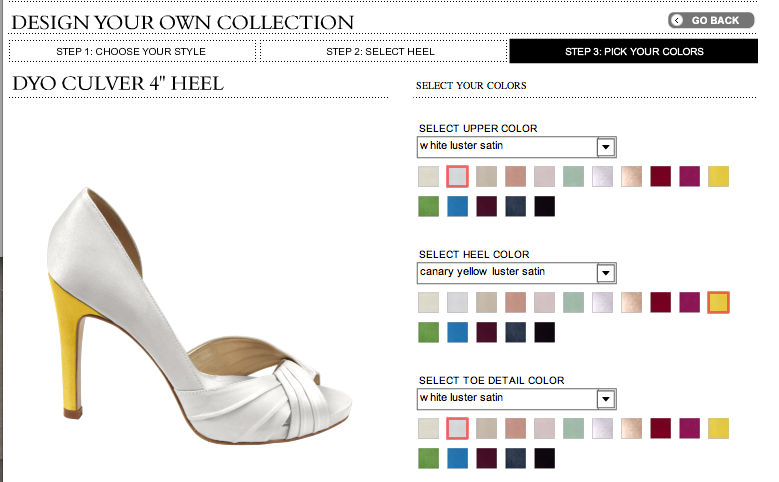 DESIGN YOUR OWN COLLECTION
GO BACK
STEP 1: CHOOSE YOUR STYLE
STEP 2: SELECT HEEL
STEP 3: PICK YOUR COLORS
DYO CULVER 4" HEEL
SELECT YOUR COLORS
SELECT UPPER COLOR
white luster satin
SELECT HEEL COLOR
canary yellow luster satin
SELECT TOE DETAIL COLOR
white luster satin